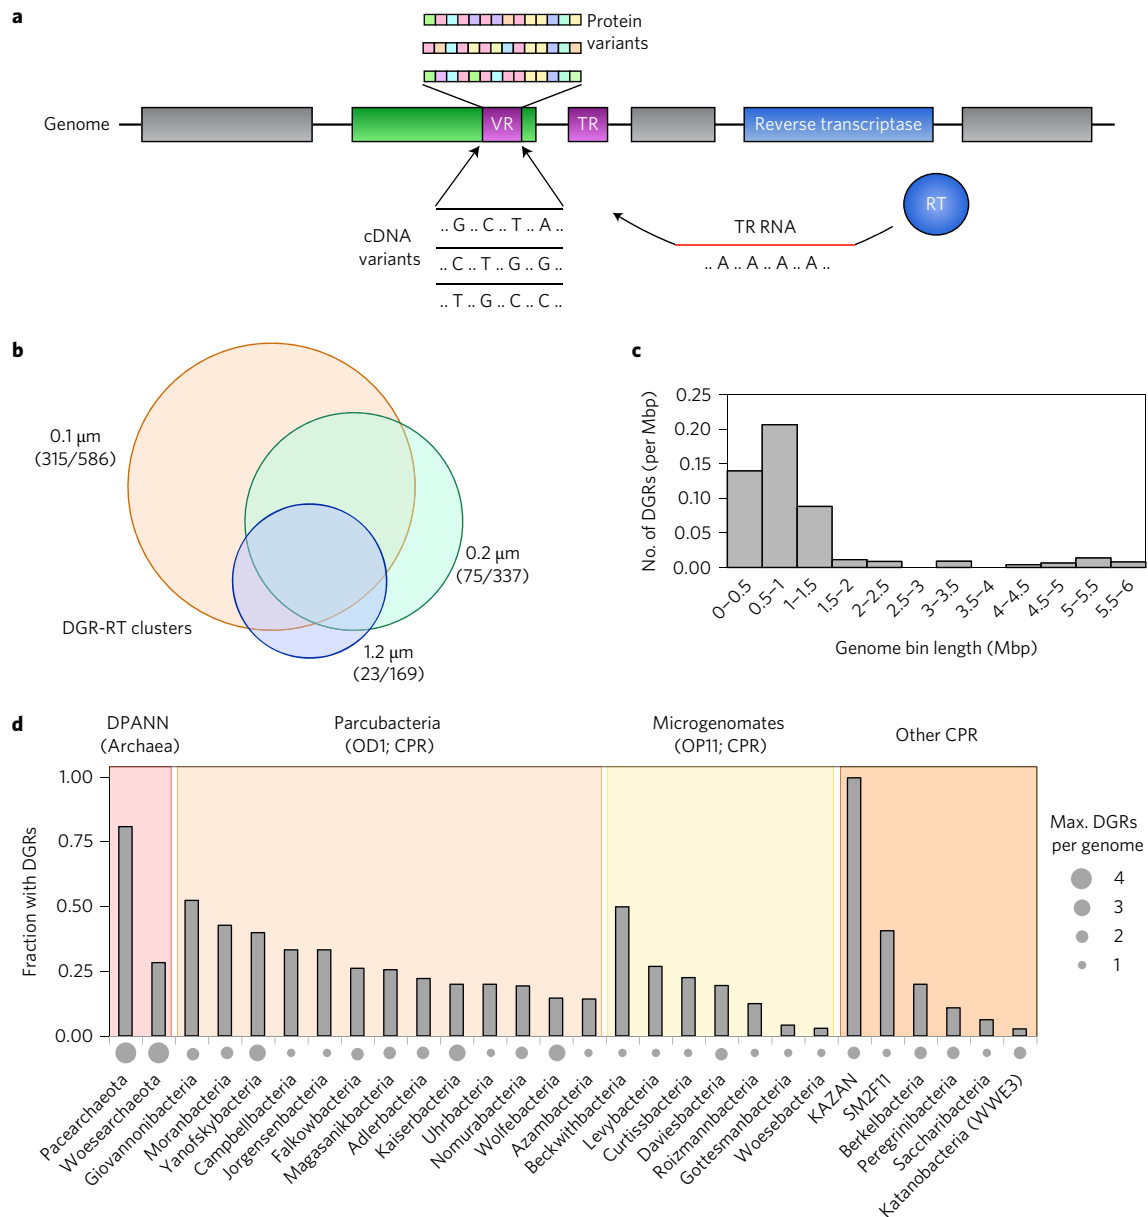 a
Protein
variants
Genome
VR
TR
Reverse transcriptase
RT
TR RNA
.. A .. A .. A .. A ..
cDNA
variants
.. G .. C .. T .. A ..
.. C .. T .. G .. G ..
.. T .. G .. C .. C ..
b
0.1 µm
(315/586)
0.2 µm
(75/337)
1.2 µm
(23/169)
DGR-RT clusters
c
No. of DGRs (per Mbp)
0.25
0.20
0.15
0.10
0.05
0.00
0–0.5
0.5–1
1–1.5
1.5–2
2–2.5
2.5–3
3–3.5
3.5–4
4–4.5
4.5–5
5–5.5
5.5–6
Genome bin length (Mbp)
d
DPANN
(Archaea)
Parcubacteria
(OD1; CPR)
Microgenomates
(OP11; CPR)
Other CPR
Fraction with DGRs
1.00
0.75
0.50
0.25
0.00
Max. DGRs
per genome
4
3
2
1
Pacearchaeota
Woesearchaeota
Giovannonibacteria
Moranbacteria
Yanofskybacteria
Campbellbacteria
Jorgensenbacteria
Falkowbacteria
Magasanikbacteria
Adlerbacteria
Kaiserbacteria
Uhrbacteria
Nomurabacteria
Wolfebacteria
Azambacteria
Beckwithbacteria
Levybacteria
Curtissbacteria
Daviesbacteria
Roizmannbacteria
Gottesmanbacteria
Woesebacteria
KAZAN
SM2F11
Berkelbacteria
Peregrinibacteria
Saccharibacteria
Katanobacteria (WWE3)